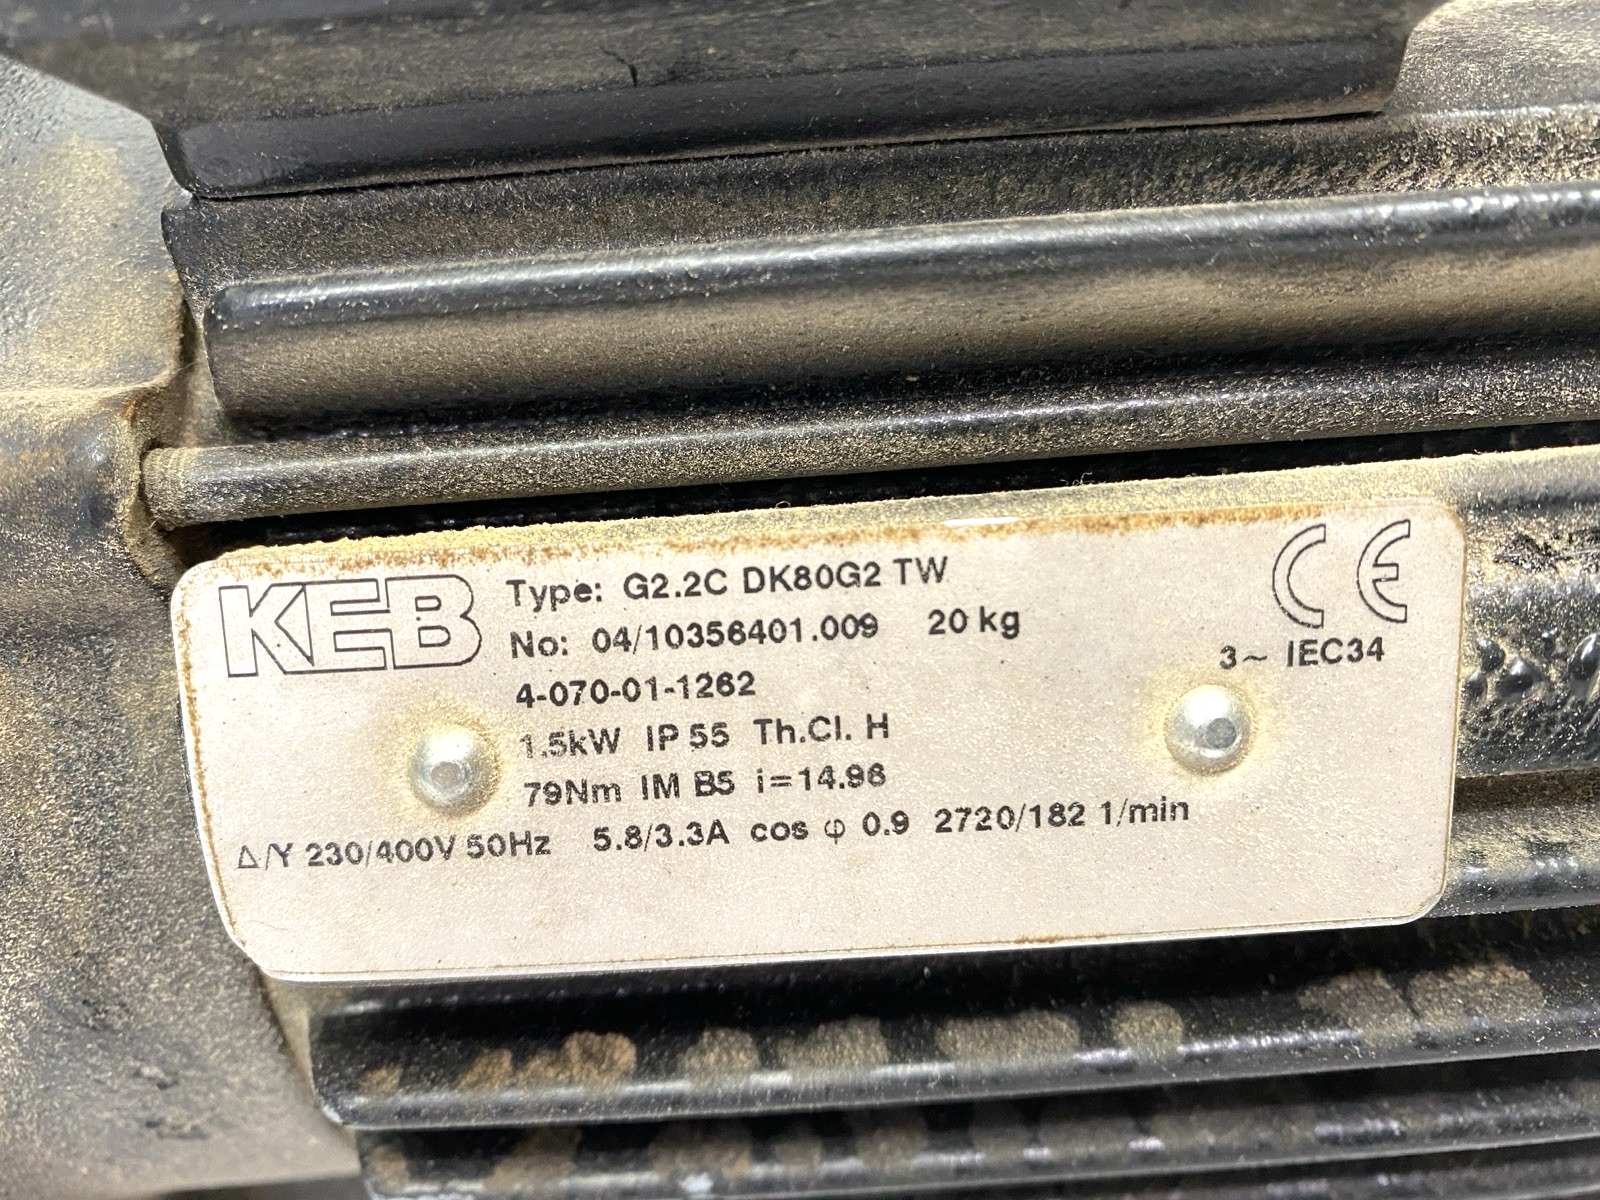 KEB
Type: G2.2C DK80G2 TW
No: 04/10356401.009 20 kg
CE
3~ IEC34
4-070-01-1262
1.5kW IP 55 Th.Cl. H
79Nm IM B5 i=14.96
Δ/Y 230/400V 50Hz 5.8/3.3A cos φ 0.9 2720/182 1/min